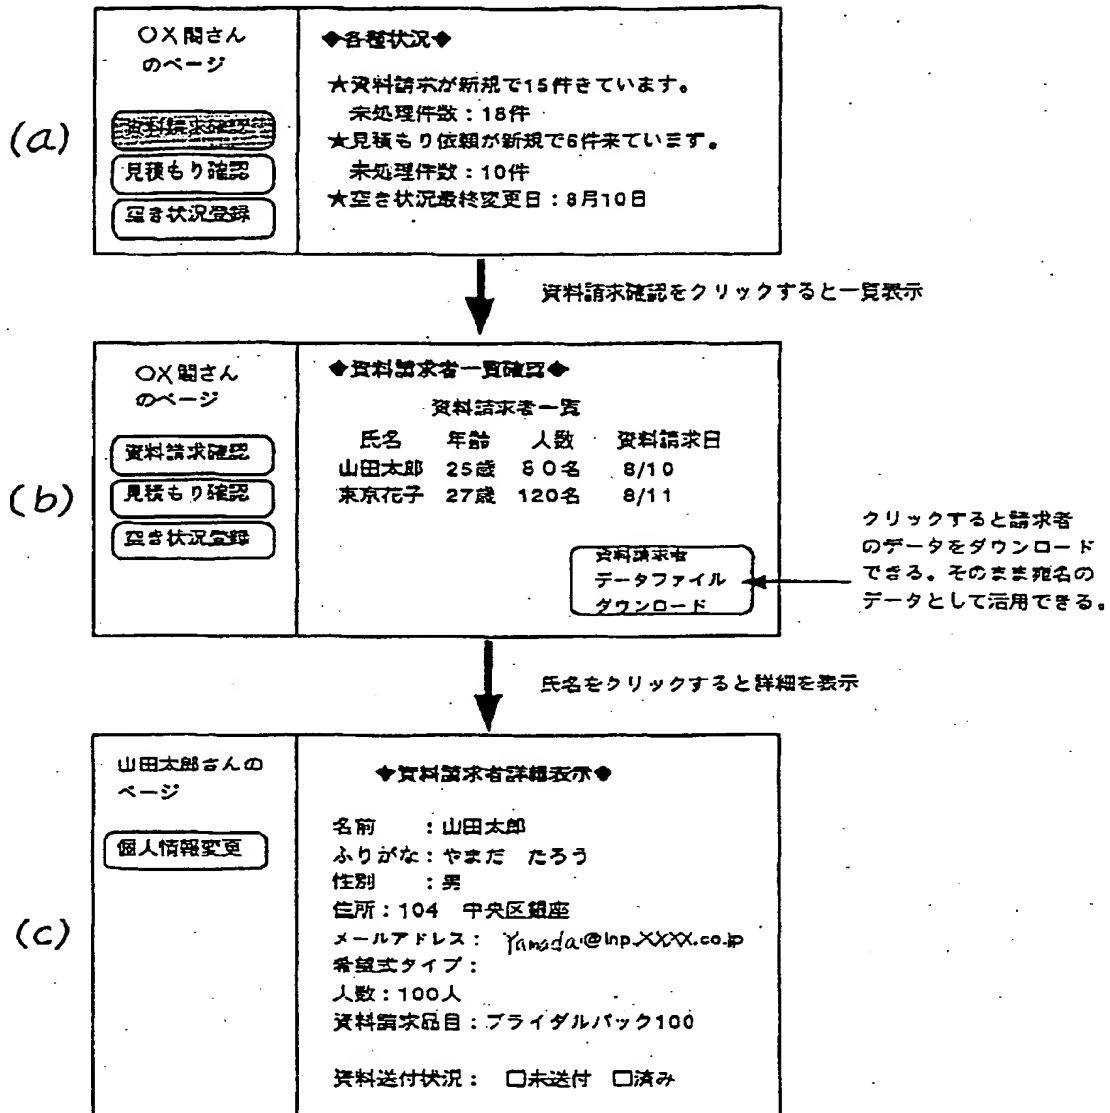 (a)
○×閣さん
のページ
資料請求確認
見積もり確認
空き状況登録
◆各種状況◆
★資料請求が新規で15件きています。
未処理件数：18件
★見積もり依頼が新規で6件来ています。
未処理件数：10件
★空き状況最終変更日：8月10日
資料請求確認をクリックすると一覧表示
(b)
○×閣さん
のページ
資料請求確認
見積もり確認
空き状況登録
◆資料請求者一覧確認◆
資料請求者一覧
氏名 年齢 人数 資料請求日
山田太郎 25歳 80名 8/10
東京花子 27歳 120名 8/11
資料請求者
データファイル
ダウンロード
クリックすると請求者
のデータをダウンロード
できる。そのまま宛名の
データとして活用できる。
氏名をクリックすると詳細を表示
(c)
山田太郎さんの
ページ
個人情報変更
◆資料請求者詳細表示◆
名前 ：山田太郎
ふりがな：やまだ たろう
性別 ：男
住所：104 中央区銀座
メールアドレス： Yamada@inp.XXXX.co.jp
希望式タイプ：
人数：100人
資料請求品目：ブライダルパック100
資料送付状況： □未送付 □済み